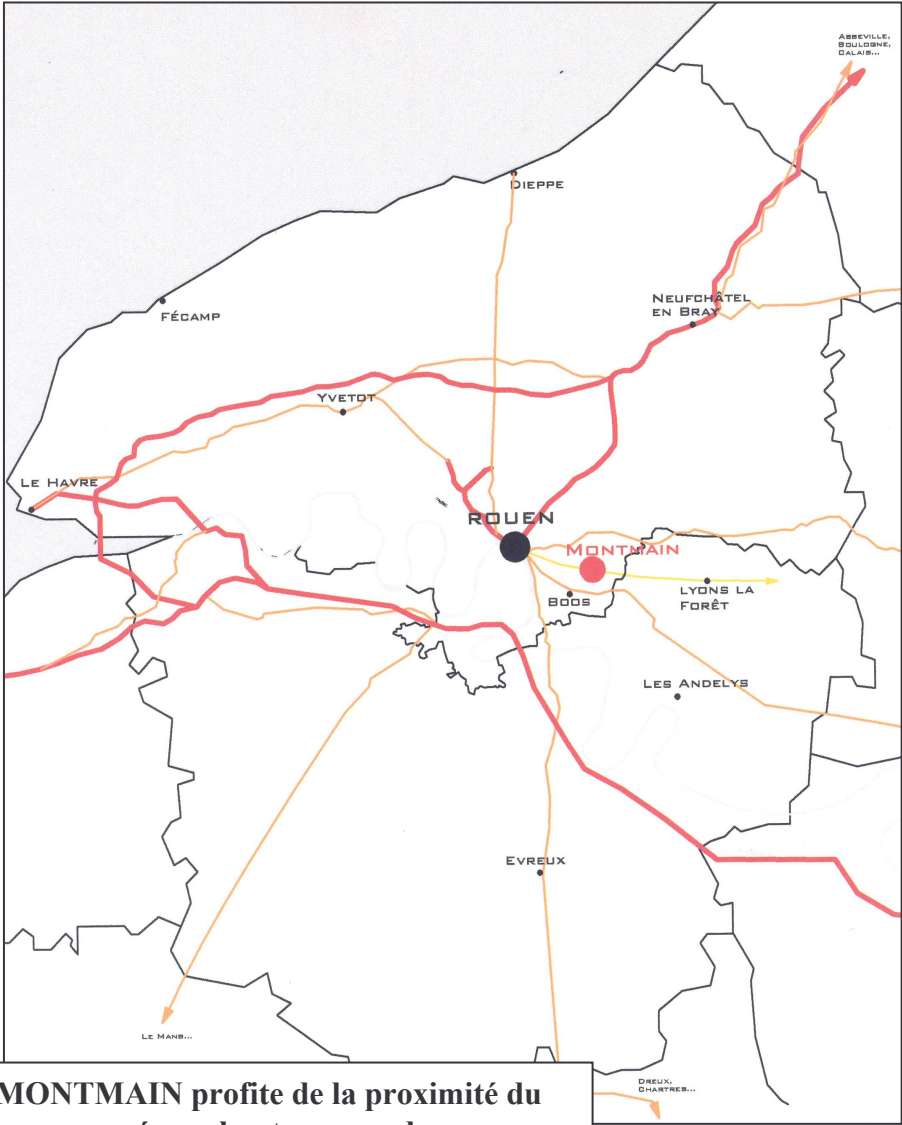 ABBEVILLE,
BOULOGNE,
CALAIS...
DIEPPE
NEUFCHÂTEL
EN BRAY
FÉCAMP
YVETOT
LE HAVRE
ROUEN
MONTMAIN
BOOS
LYONS LA
FORÊT
LES ANDELYS
EVREUX
LE MANS...
DREUX,
CHARTRES...
MONTMAIN profite de la proximité du